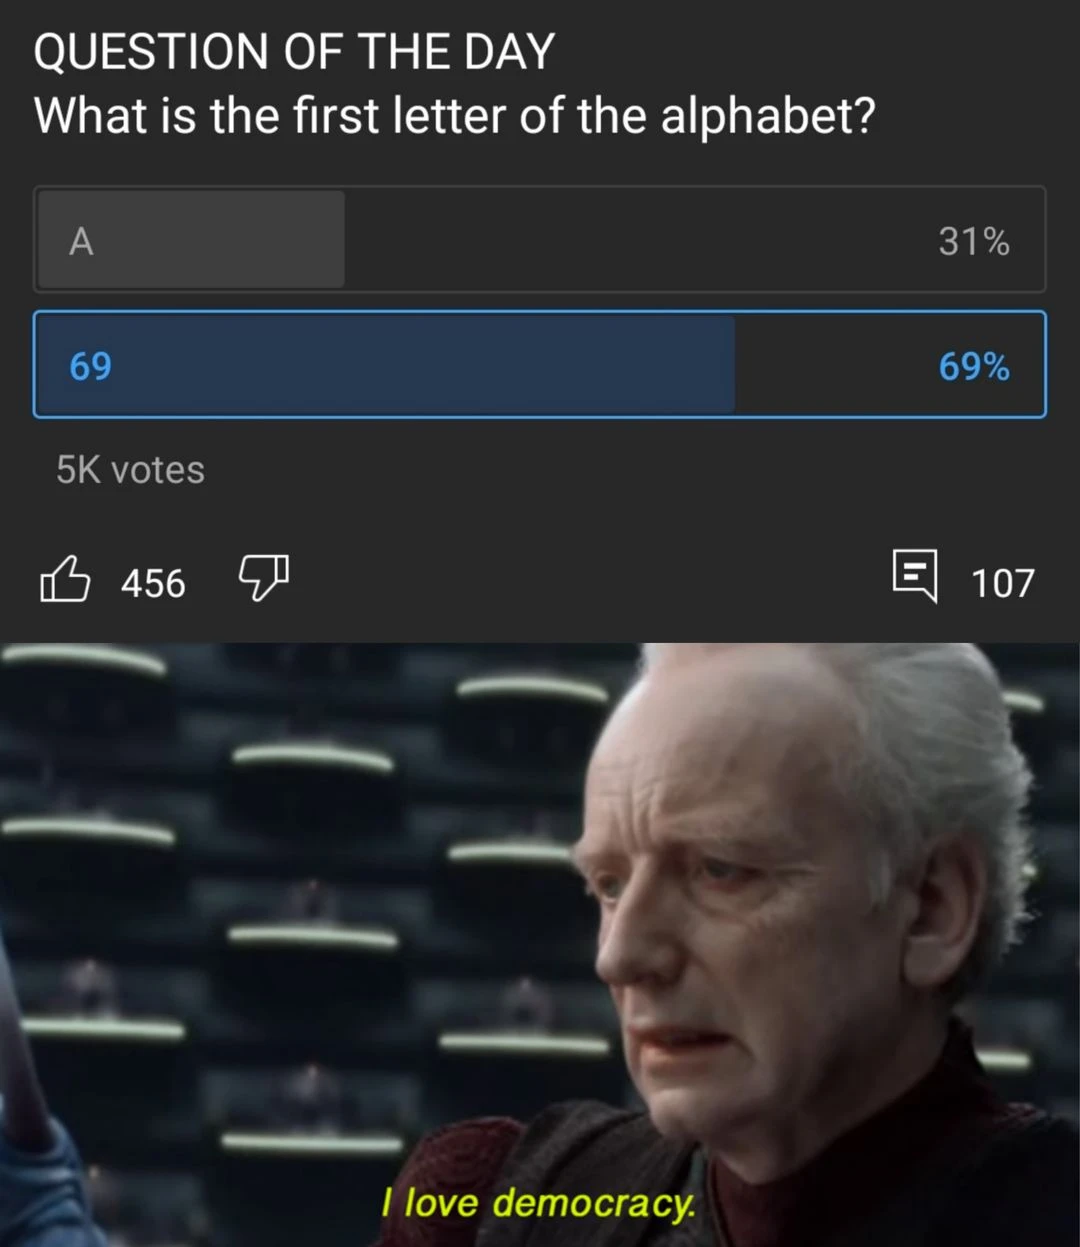 QUESTION OF THE DAY
What is the first letter of the alphabet?
A 31%
69 69%
5K votes
456 107
I love democracy.